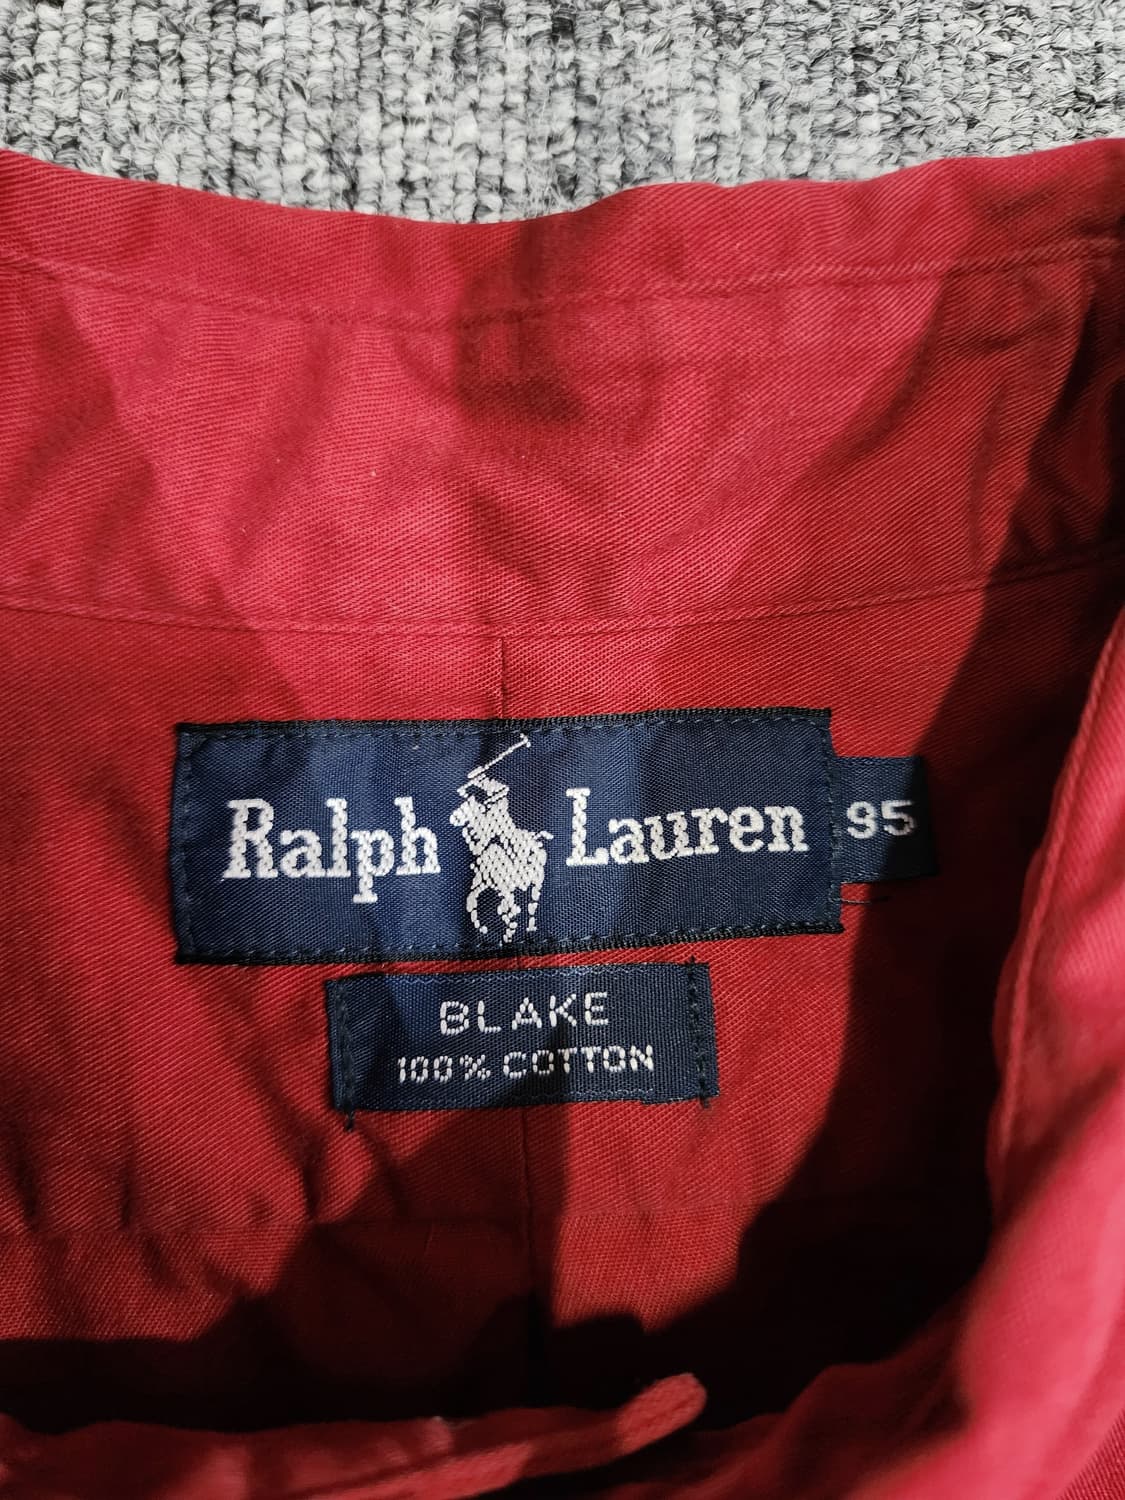 Ralph Lauren 95
BLAKE
100% COTTON